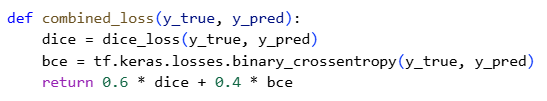 def combined_loss(y_true, y_pred):
    dice = dice_loss(y_true, y_pred)
    bce = tf.keras.losses.binary_crossentropy(y_true, y_pred)
    return 0.6 * dice + 0.4 * bce